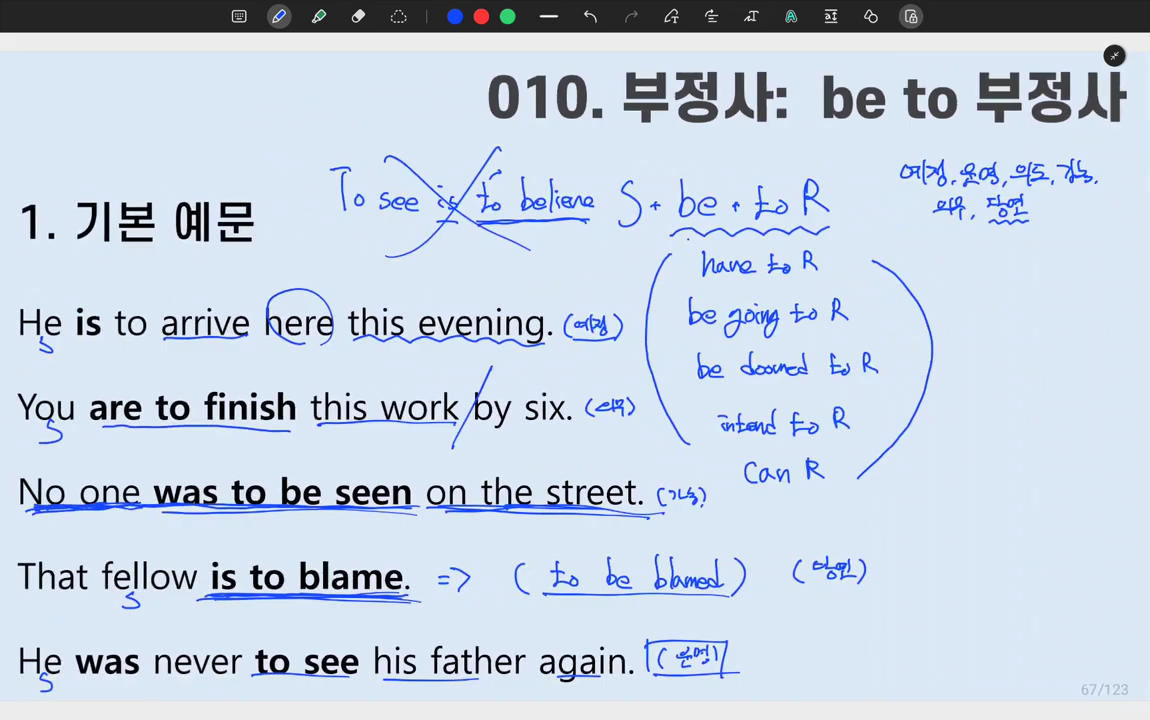 010. 부정사: be to 부정사
To see is to believe S + be + to R
예정, 운명, 의도, 가능,
의무, 당연
1. 기본 예문
have to R
He is to arrive here this evening. (예정)
S
be going to R
be doomed to R
You are to finish this work / by six. (의무)
S
intend to R
can R
No one was to be seen on the street. (가능)
That fellow is to blame. => ( to be blamed ) (당연)
S
He was never to see his father again. (운명)
S
67/123